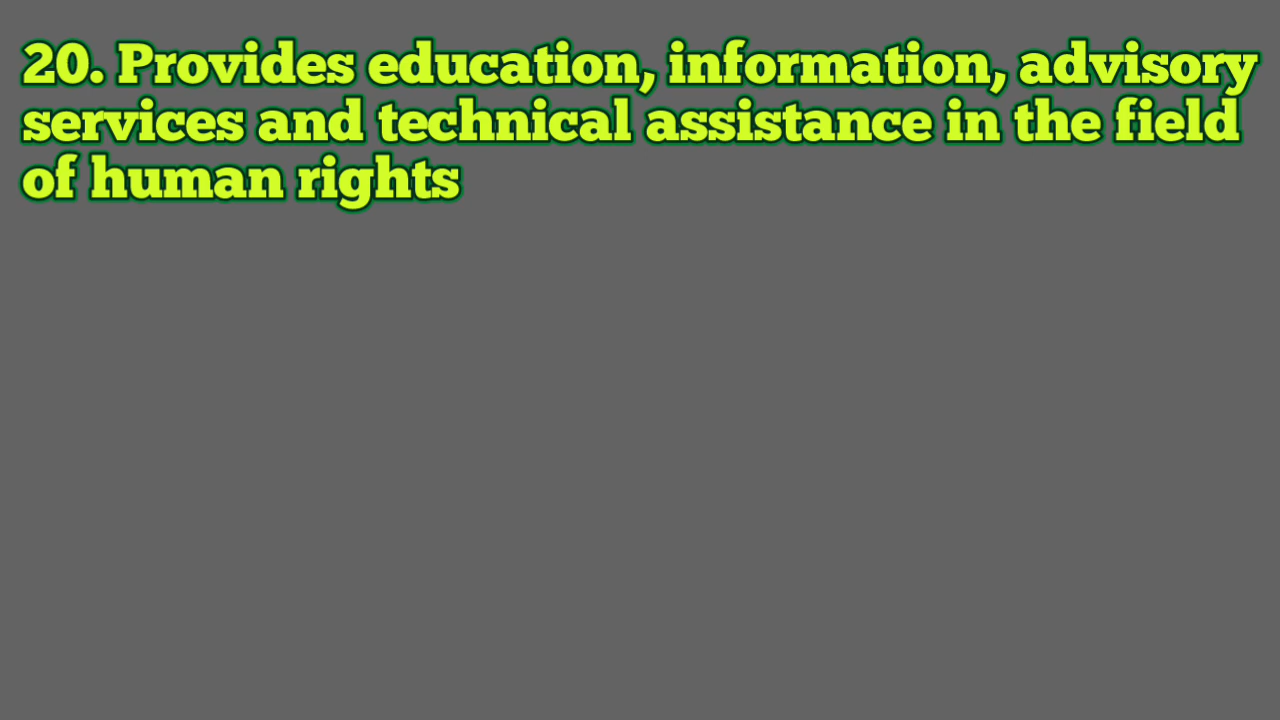 20. Provides education, information, advisory
services and technical assistance in the field
of human rights